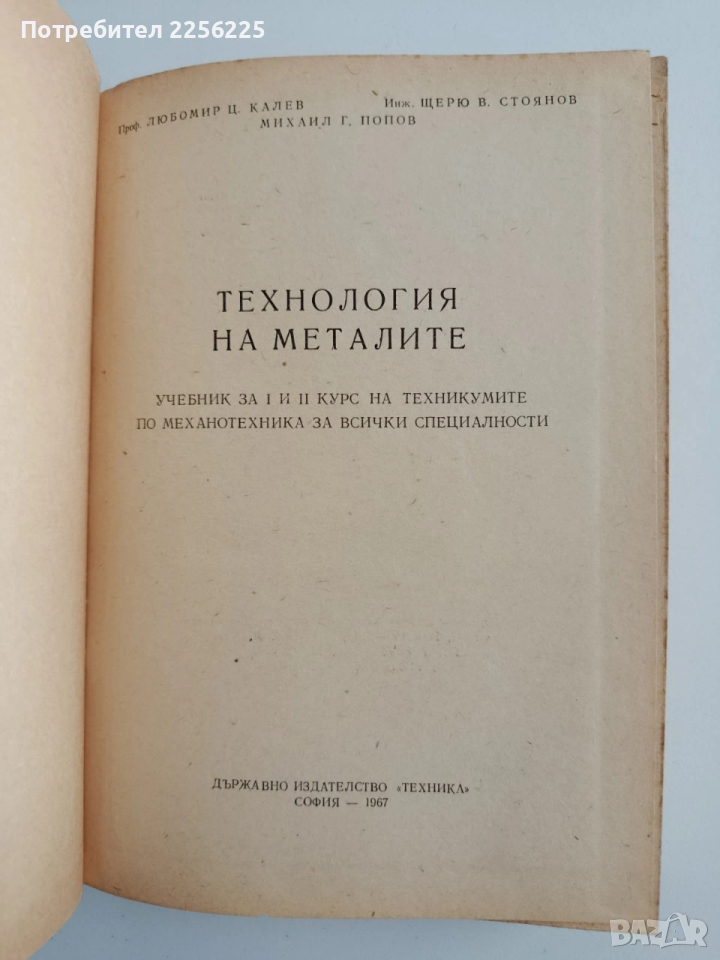 Потребител 2256225
Проф. ЛЮБОМИР Ц. КАЛЕВ Инж. ЩЕРЮ В. СТОЯНОВ
МИХАИЛ Г. ПОПОВ
ТЕХНОЛОГИЯ
НА МЕТАЛИТЕ
УЧЕБНИК ЗА I И II КУРС НА ТЕХНИКУМИТЕ
ПО МЕХАНОТЕХНИКА ЗА ВСИЧКИ СПЕЦИАЛНОСТИ
ДЪРЖАВНО ИЗДАТЕЛСТВО «ТЕХНИКА»
СОФИЯ — 1967
BAZAR